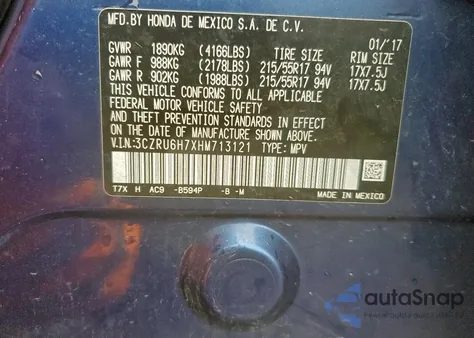 MFD.BY HONDA DE MEXICO S.A. DE C.V.
01/'17
GVWR 1890KG (4166LBS) TIRE SIZE RIM SIZE
GAWR F 988KG (2178LBS) 215/55R17 94V 17X7.5J
GAWR R 902KG (1988LBS) 215/55R17 94V 17X7.5J
THIS VEHICLE CONFORMS TO ALL APPLICABLE
FEDERAL MOTOR VEHICLE SAFETY
AND THEFT PREVENTION STANDARDS IN EFFECT
ON THE DATE OF MANUFACTURE SHOWN ABOVE.
V.I.N:3CZRU6H7XHM713121 TYPE: MPV
T7X H AC9 -B594P -B -M
MADE IN MEXICO
autoSnap